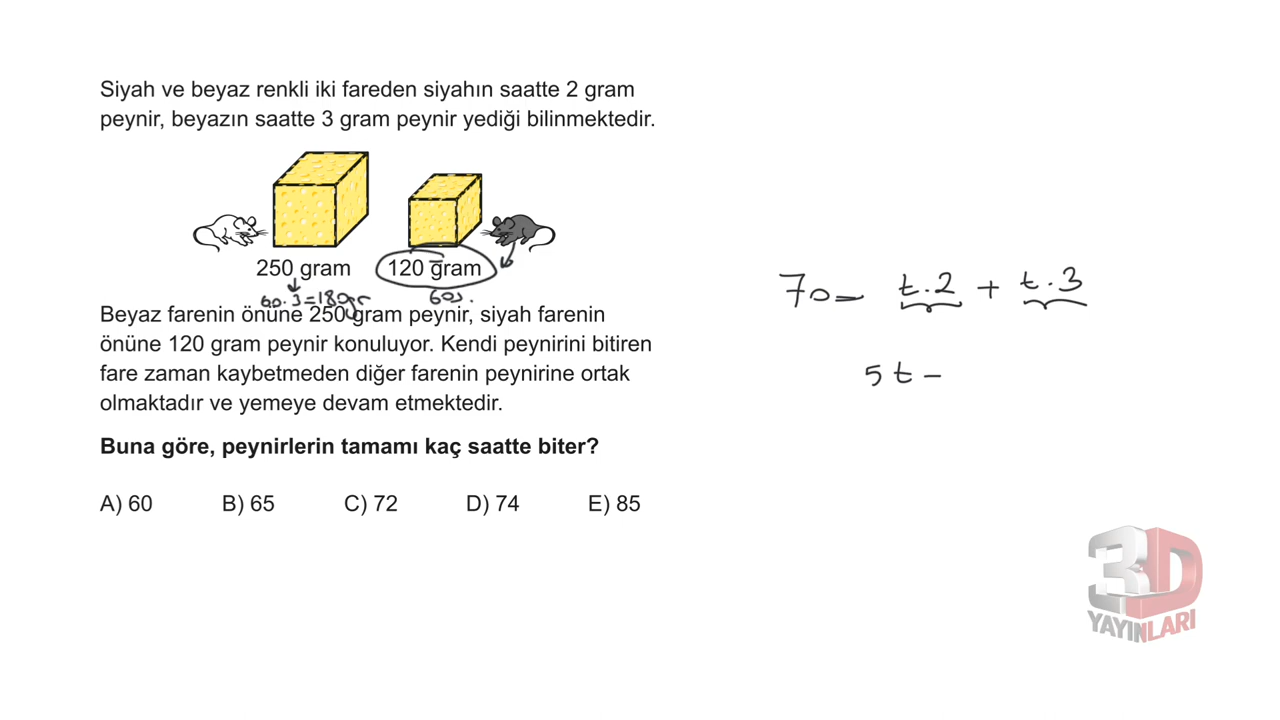 Siyah ve beyaz renkli iki fareden siyahın saatte 2 gram
peynir, beyazın saatte 3 gram peynir yediği bilinmektedir.
250 gram
120 gram
60.3=180gr
60s.
Beyaz farenin önüne 250 gram peynir, siyah farenin
önüne 120 gram peynir konuluyor. Kendi peynirini bitiren
fare zaman kaybetmeden diğer farenin peynirine ortak
olmaktadır ve yemeye devam etmektedir.
Buna göre, peynirlerin tamamı kaç saatte biter?
A) 60 B) 65 C) 72 D) 74 E) 85
70= t.2 + t.3
5t -
3D
YAYINLARI